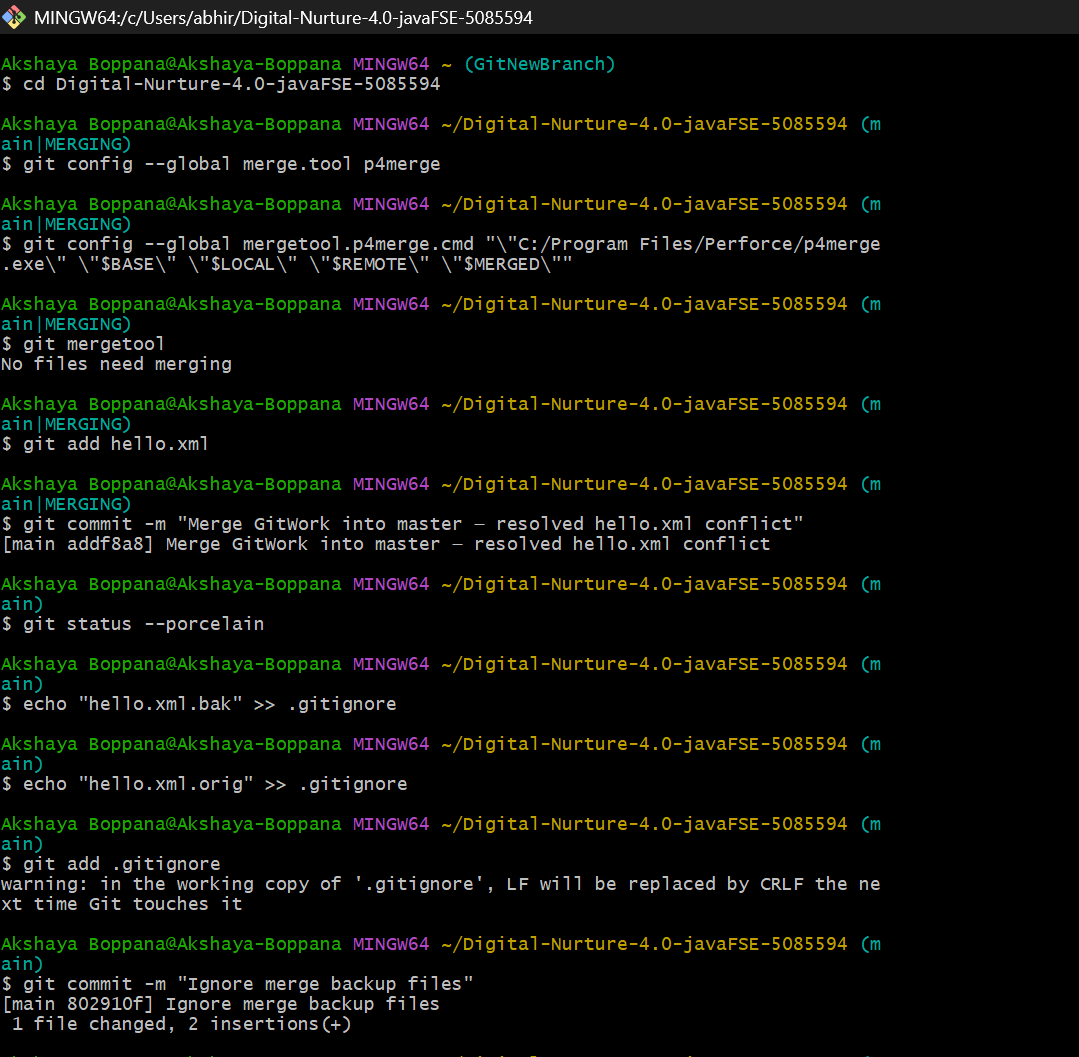 MINGW64:/c/Users/abhir/Digital-Nurture-4.0-javaFSE-5085594
Akshaya Boppana@Akshaya-Boppana MINGW64 ~ (GitNewBranch)
$ cd Digital-Nurture-4.0-javaFSE-5085594
Akshaya Boppana@Akshaya-Boppana MINGW64 ~/Digital-Nurture-4.0-javaFSE-5085594 (m
ain|MERGING)
$ git config --global merge.tool p4merge
Akshaya Boppana@Akshaya-Boppana MINGW64 ~/Digital-Nurture-4.0-javaFSE-5085594 (m
ain|MERGING)
$ git config --global mergetool.p4merge.cmd "\"C:/Program Files/Perforce/p4merge
.exe\" \"$BASE\" \"$LOCAL\" \"$REMOTE\" \"$MERGED\""
Akshaya Boppana@Akshaya-Boppana MINGW64 ~/Digital-Nurture-4.0-javaFSE-5085594 (m
ain|MERGING)
$ git mergetool
No files need merging
Akshaya Boppana@Akshaya-Boppana MINGW64 ~/Digital-Nurture-4.0-javaFSE-5085594 (m
ain|MERGING)
$ git add hello.xml
Akshaya Boppana@Akshaya-Boppana MINGW64 ~/Digital-Nurture-4.0-javaFSE-5085594 (m
ain|MERGING)
$ git commit -m "Merge GitWork into master – resolved hello.xml conflict"
[main addf8a8] Merge GitWork into master – resolved hello.xml conflict
Akshaya Boppana@Akshaya-Boppana MINGW64 ~/Digital-Nurture-4.0-javaFSE-5085594 (m
ain)
$ git status --porcelain
Akshaya Boppana@Akshaya-Boppana MINGW64 ~/Digital-Nurture-4.0-javaFSE-5085594 (m
ain)
$ echo "hello.xml.bak" >> .gitignore
Akshaya Boppana@Akshaya-Boppana MINGW64 ~/Digital-Nurture-4.0-javaFSE-5085594 (m
ain)
$ echo "hello.xml.orig" >> .gitignore
Akshaya Boppana@Akshaya-Boppana MINGW64 ~/Digital-Nurture-4.0-javaFSE-5085594 (m
ain)
$ git add .gitignore
warning: in the working copy of '.gitignore', LF will be replaced by CRLF the ne
xt time Git touches it
Akshaya Boppana@Akshaya-Boppana MINGW64 ~/Digital-Nurture-4.0-javaFSE-5085594 (m
ain)
$ git commit -m "Ignore merge backup files"
[main 802910f] Ignore merge backup files
 1 file changed, 2 insertions(+)